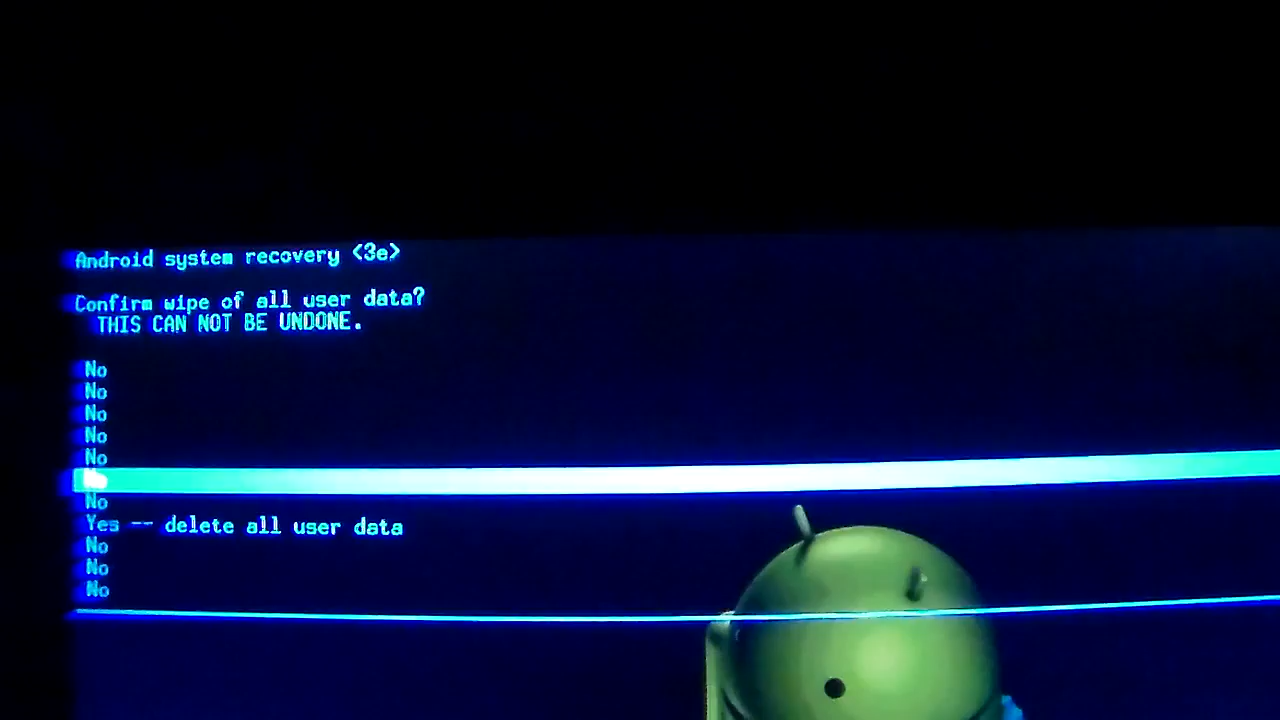 Android system recovery <3e>
Confirm wipe of all user data?
THIS CAN NOT BE UNDONE.
No
No
No
No
No
No
No
Yes -- delete all user data
No
No
No